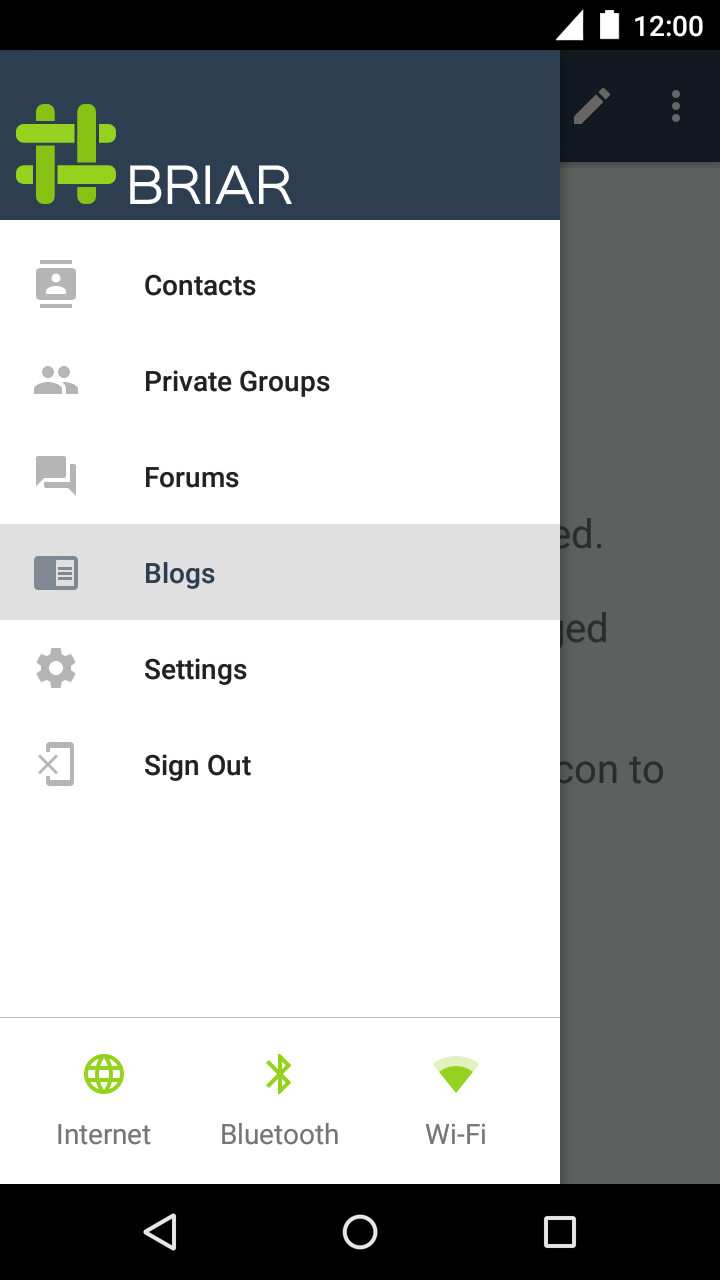 12:00
BRIAR
Contacts
Private Groups
Forums
ed.
Blogs
ged
Settings
con to
Sign Out
Internet
Bluetooth
Wi-Fi